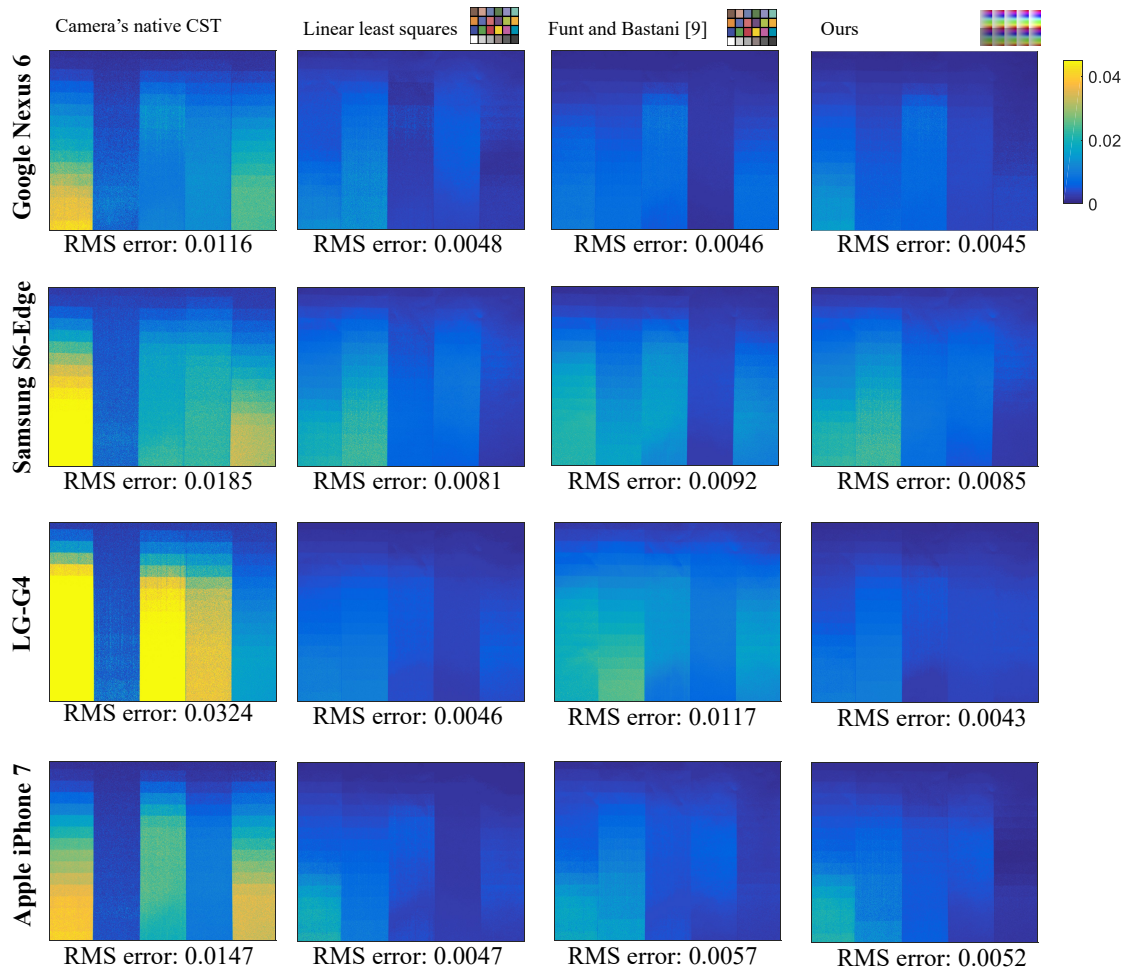 Camera’s native CST
Linear least squares
Funt and Bastani [9]
Ours
Google Nexus 6
0.04
0.02
0
RMS error: 0.0116
RMS error: 0.0048
RMS error: 0.0046
RMS error: 0.0045
Samsung S6-Edge
RMS error: 0.0185
RMS error: 0.0081
RMS error: 0.0092
RMS error: 0.0085
LG-G4
RMS error: 0.0324
RMS error: 0.0046
RMS error: 0.0117
RMS error: 0.0043
Apple iPhone 7
RMS error: 0.0147
RMS error: 0.0047
RMS error: 0.0057
RMS error: 0.0052